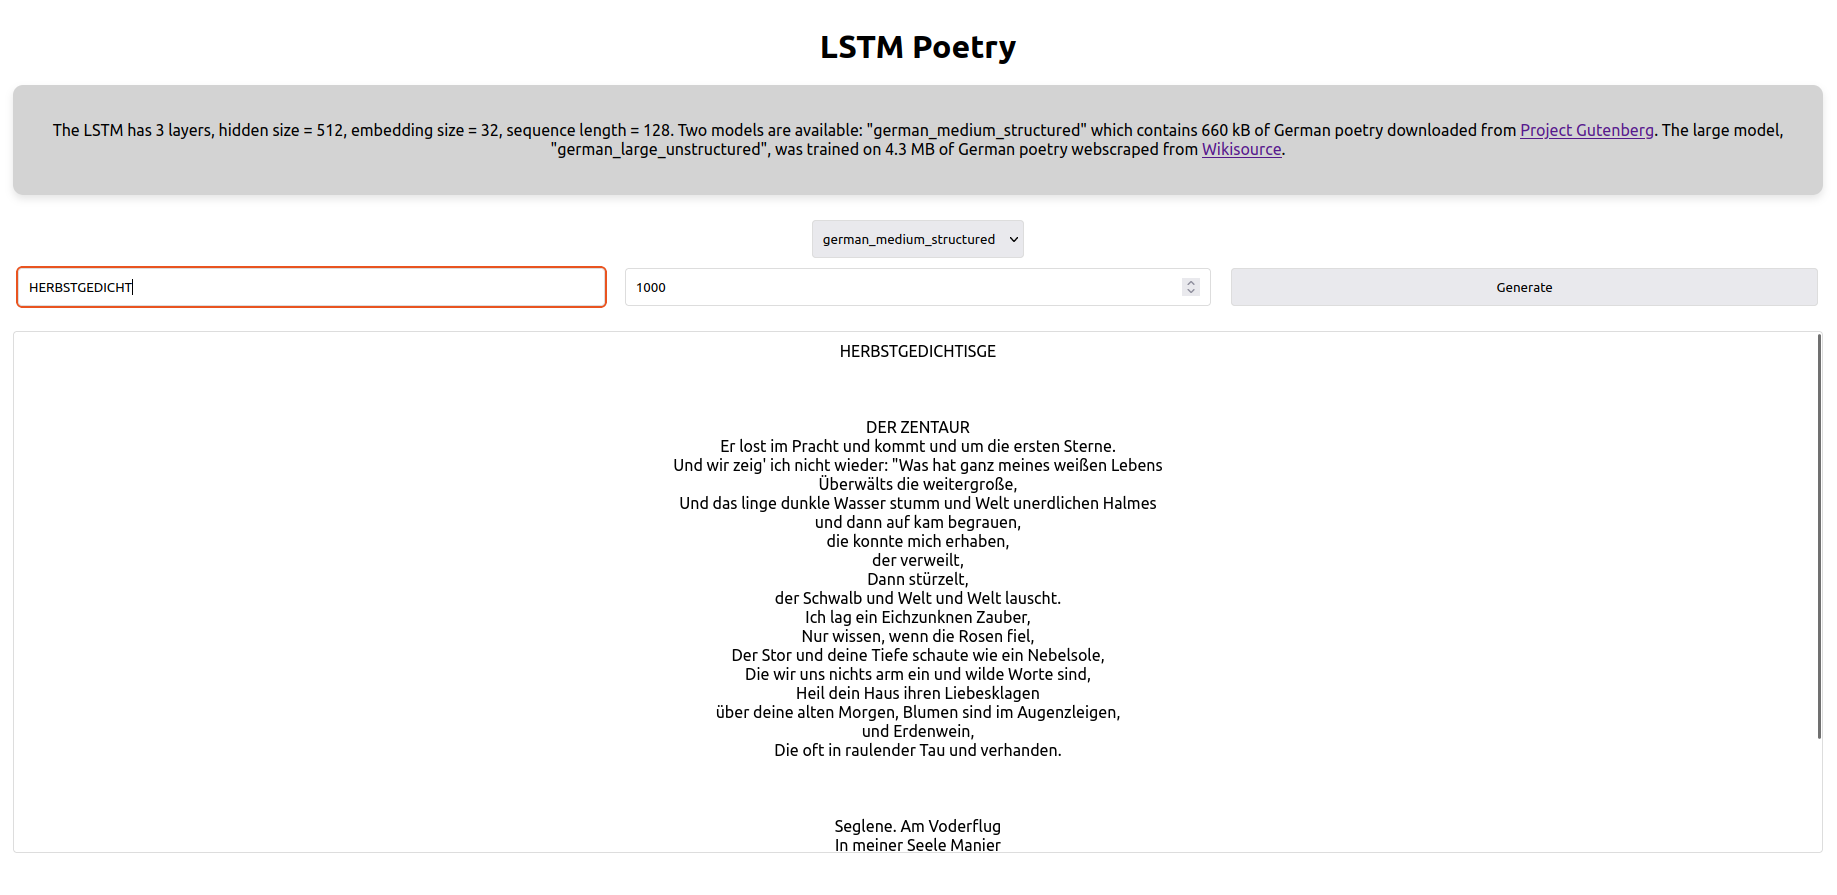 LSTM Poetry
The LSTM has 3 layers, hidden size = 512, embedding size = 32, sequence length = 128. Two models are available: "german_medium_structured" which contains 660 kB of German poetry downloaded from Project Gutenberg. The large model,
"german_large_unstructured", was trained on 4.3 MB of German poetry webscraped from Wikisource.
german_medium_structured
HERBSTGEDICHT 1000 Generate
HERBSTGEDICHTISGE
DER ZENTAUR
Er lost im Pracht und kommt und um die ersten Sterne.
Und wir zeig' ich nicht wieder: "Was hat ganz meines weißen Lebens
Überwälts die weitergroße,
Und das linge dunkle Wasser stumm und Welt unerdlichen Halmes
und dann auf kam begrauen,
die konnte mich erhaben,
der verweilt,
Dann stürzelt,
der Schwalb und Welt und Welt lauscht.
Ich lag ein Eichzunknen Zauber,
Nur wissen, wenn die Rosen fiel,
Der Stor und deine Tiefe schaute wie ein Nebelsole,
Die wir uns nichts arm ein und wilde Worte sind,
Heil dein Haus ihren Liebesklagen
über deine alten Morgen, Blumen sind im Augenzleigen,
und Erdenwein,
Die oft in raulender Tau und verhanden.
Seglene. Am Voderflug
In meiner Seele Manier